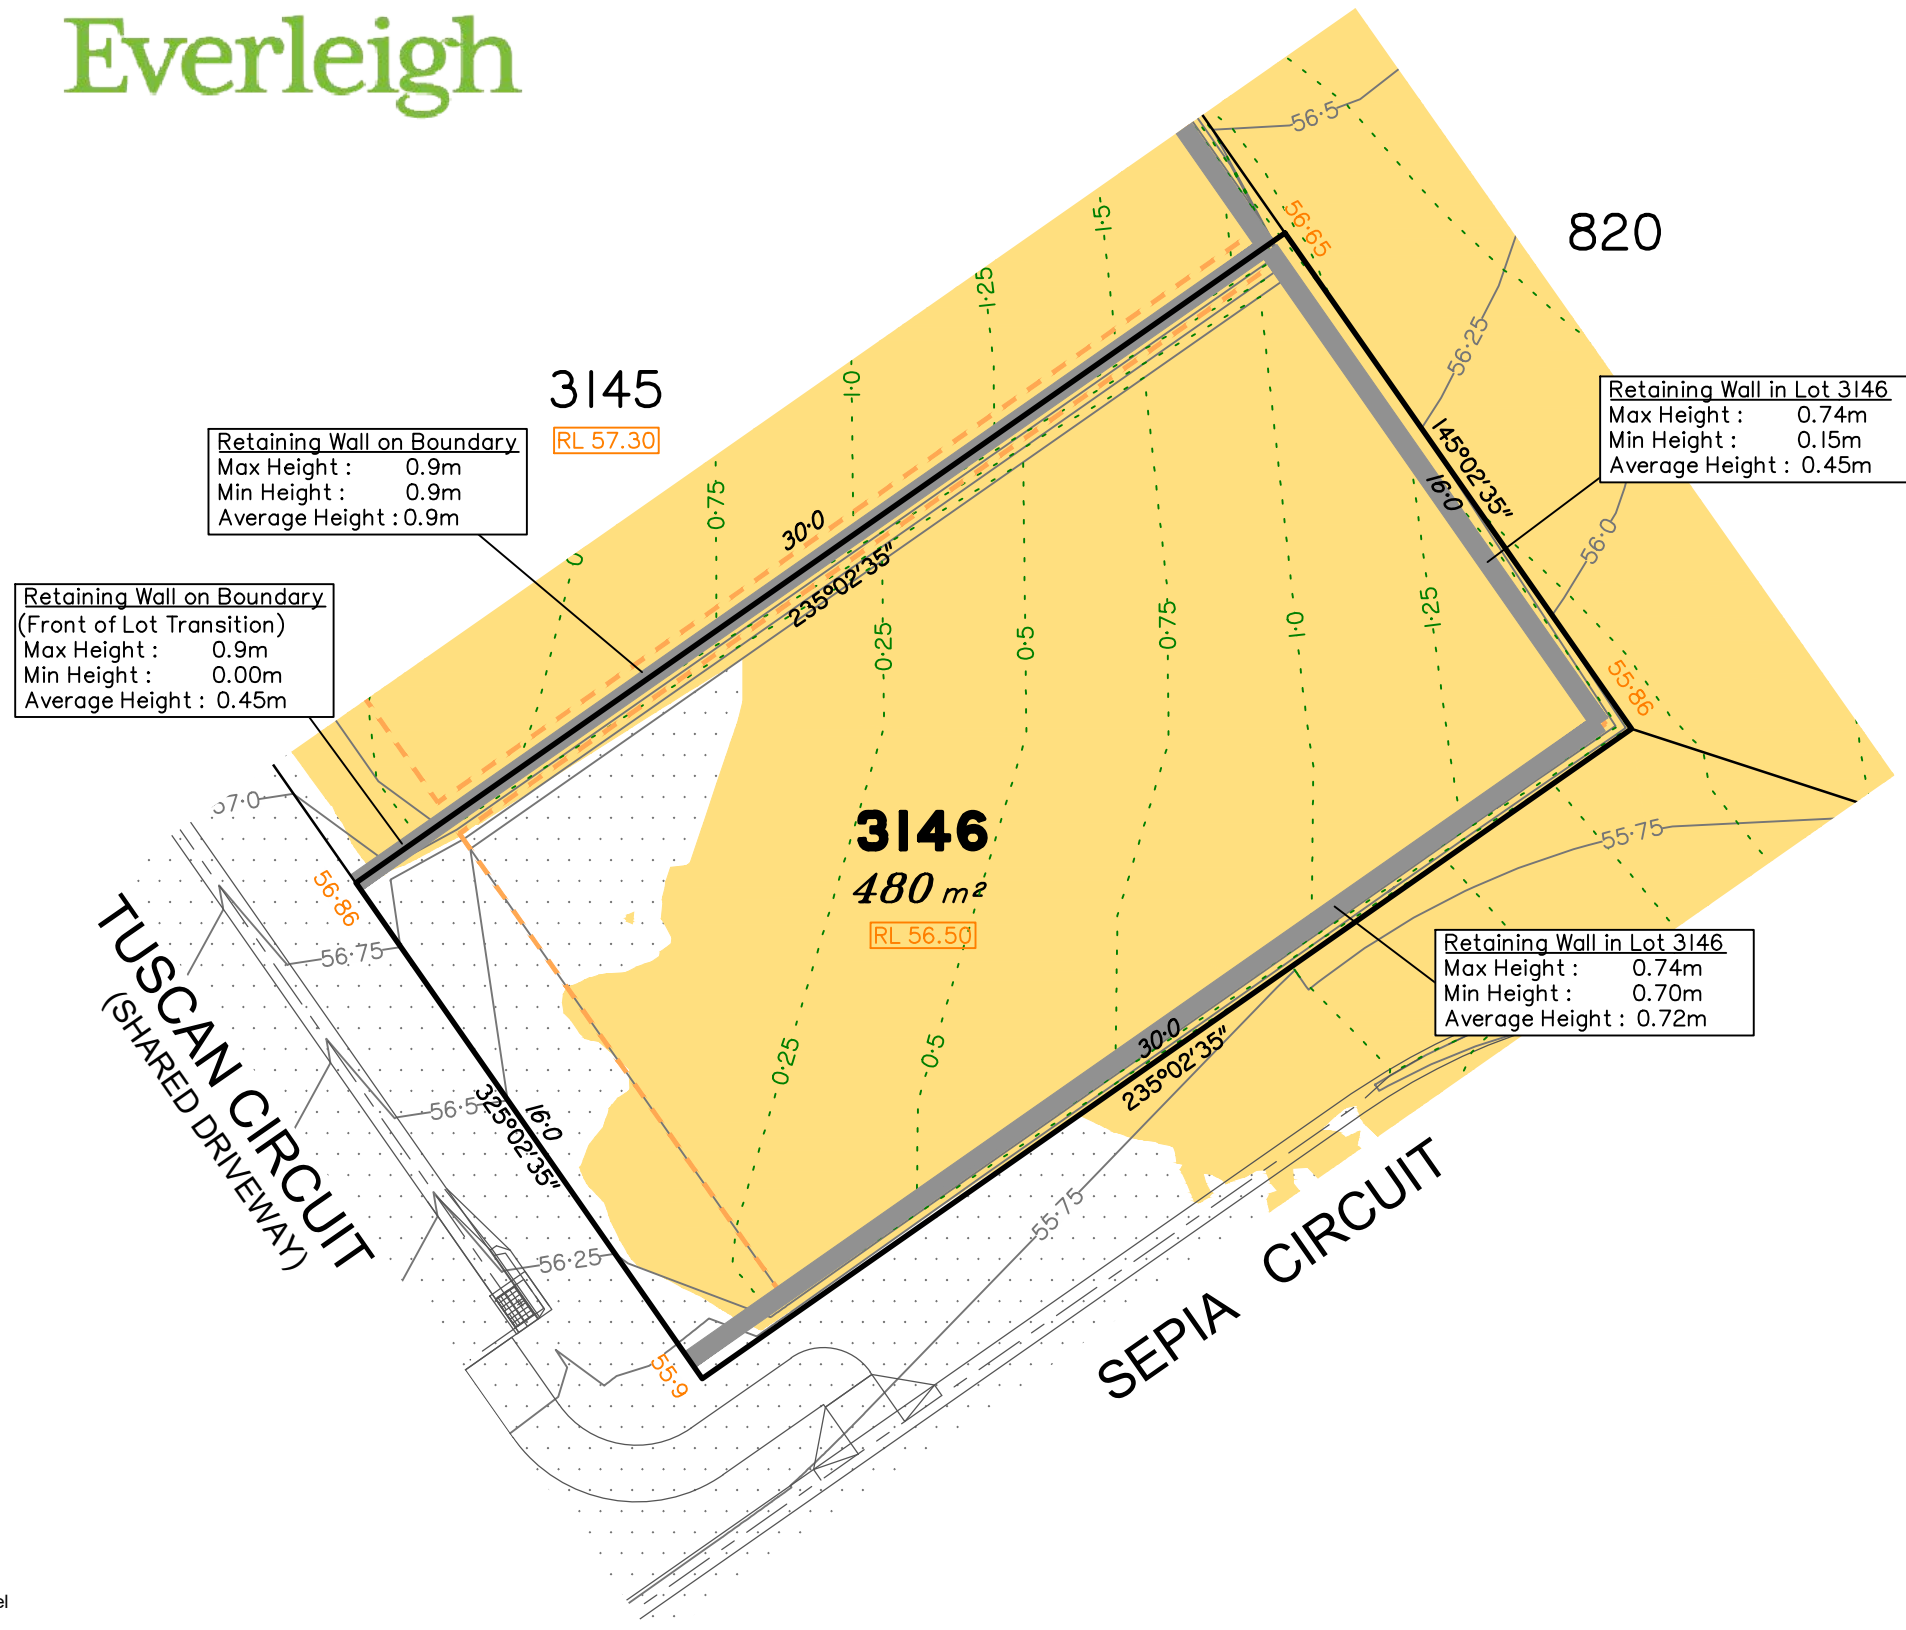 Everleigh
56·5
56·65
820
1·5
1·25
1·0
0·75
0
3145
RL 57.30
56·25
Retaining Wall in Lot 3146
Max Height : 0.74m
Min Height : 0.15m
Average Height : 0.45m
Retaining Wall on Boundary
Max Height : 0.9m
Min Height : 0.9m
Average Height : 0.9m
145°02'35"
16·0
56·0
30·0
235°02'35"
Retaining Wall on Boundary
(Front of Lot Transition)
Max Height : 0.9m
Min Height : 0.00m
Average Height : 0.45m
0·25
0·5
0·75
1·0
1·25
55·86
57·0
3146
480 m²
RL 56.50
55·75
56·86
56·75
TUSCAN CIRCUIT
(SHARED DRIVEWAY)
Retaining Wall in Lot 3146
Max Height : 0.74m
Min Height : 0.70m
Average Height : 0.72m
0·25
0·5
30·0
235°02'35"
56·5
16·0
325°02'35"
56·25
55·75
SEPIA CIRCUIT
55·9
el